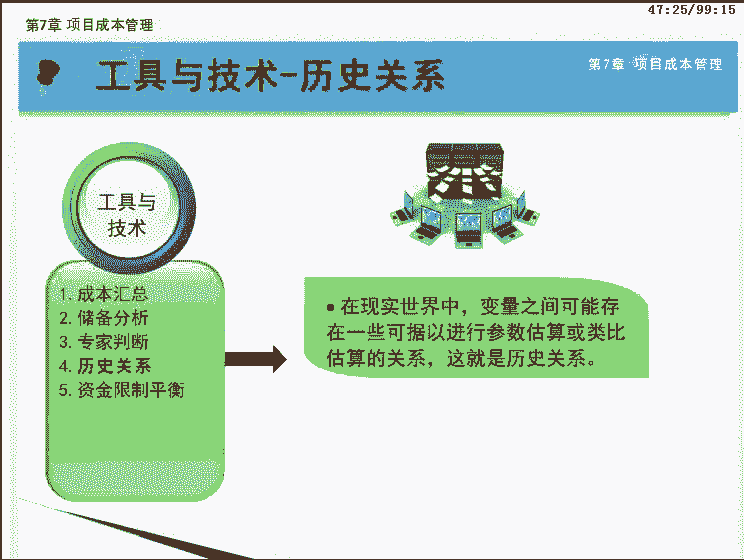 47:25/99:15
第7章 项目成本管理
工具与技术-历史关系
第7章 项目成本管理
工具与
技术
1. 成本汇总
2. 储备分析
3. 专家判断
4. 历史关系
5. 资金限制平衡
• 在现实世界中，变量之间可能存
在一些可据以进行参数估算或类比
估算的关系，这就是历史关系。